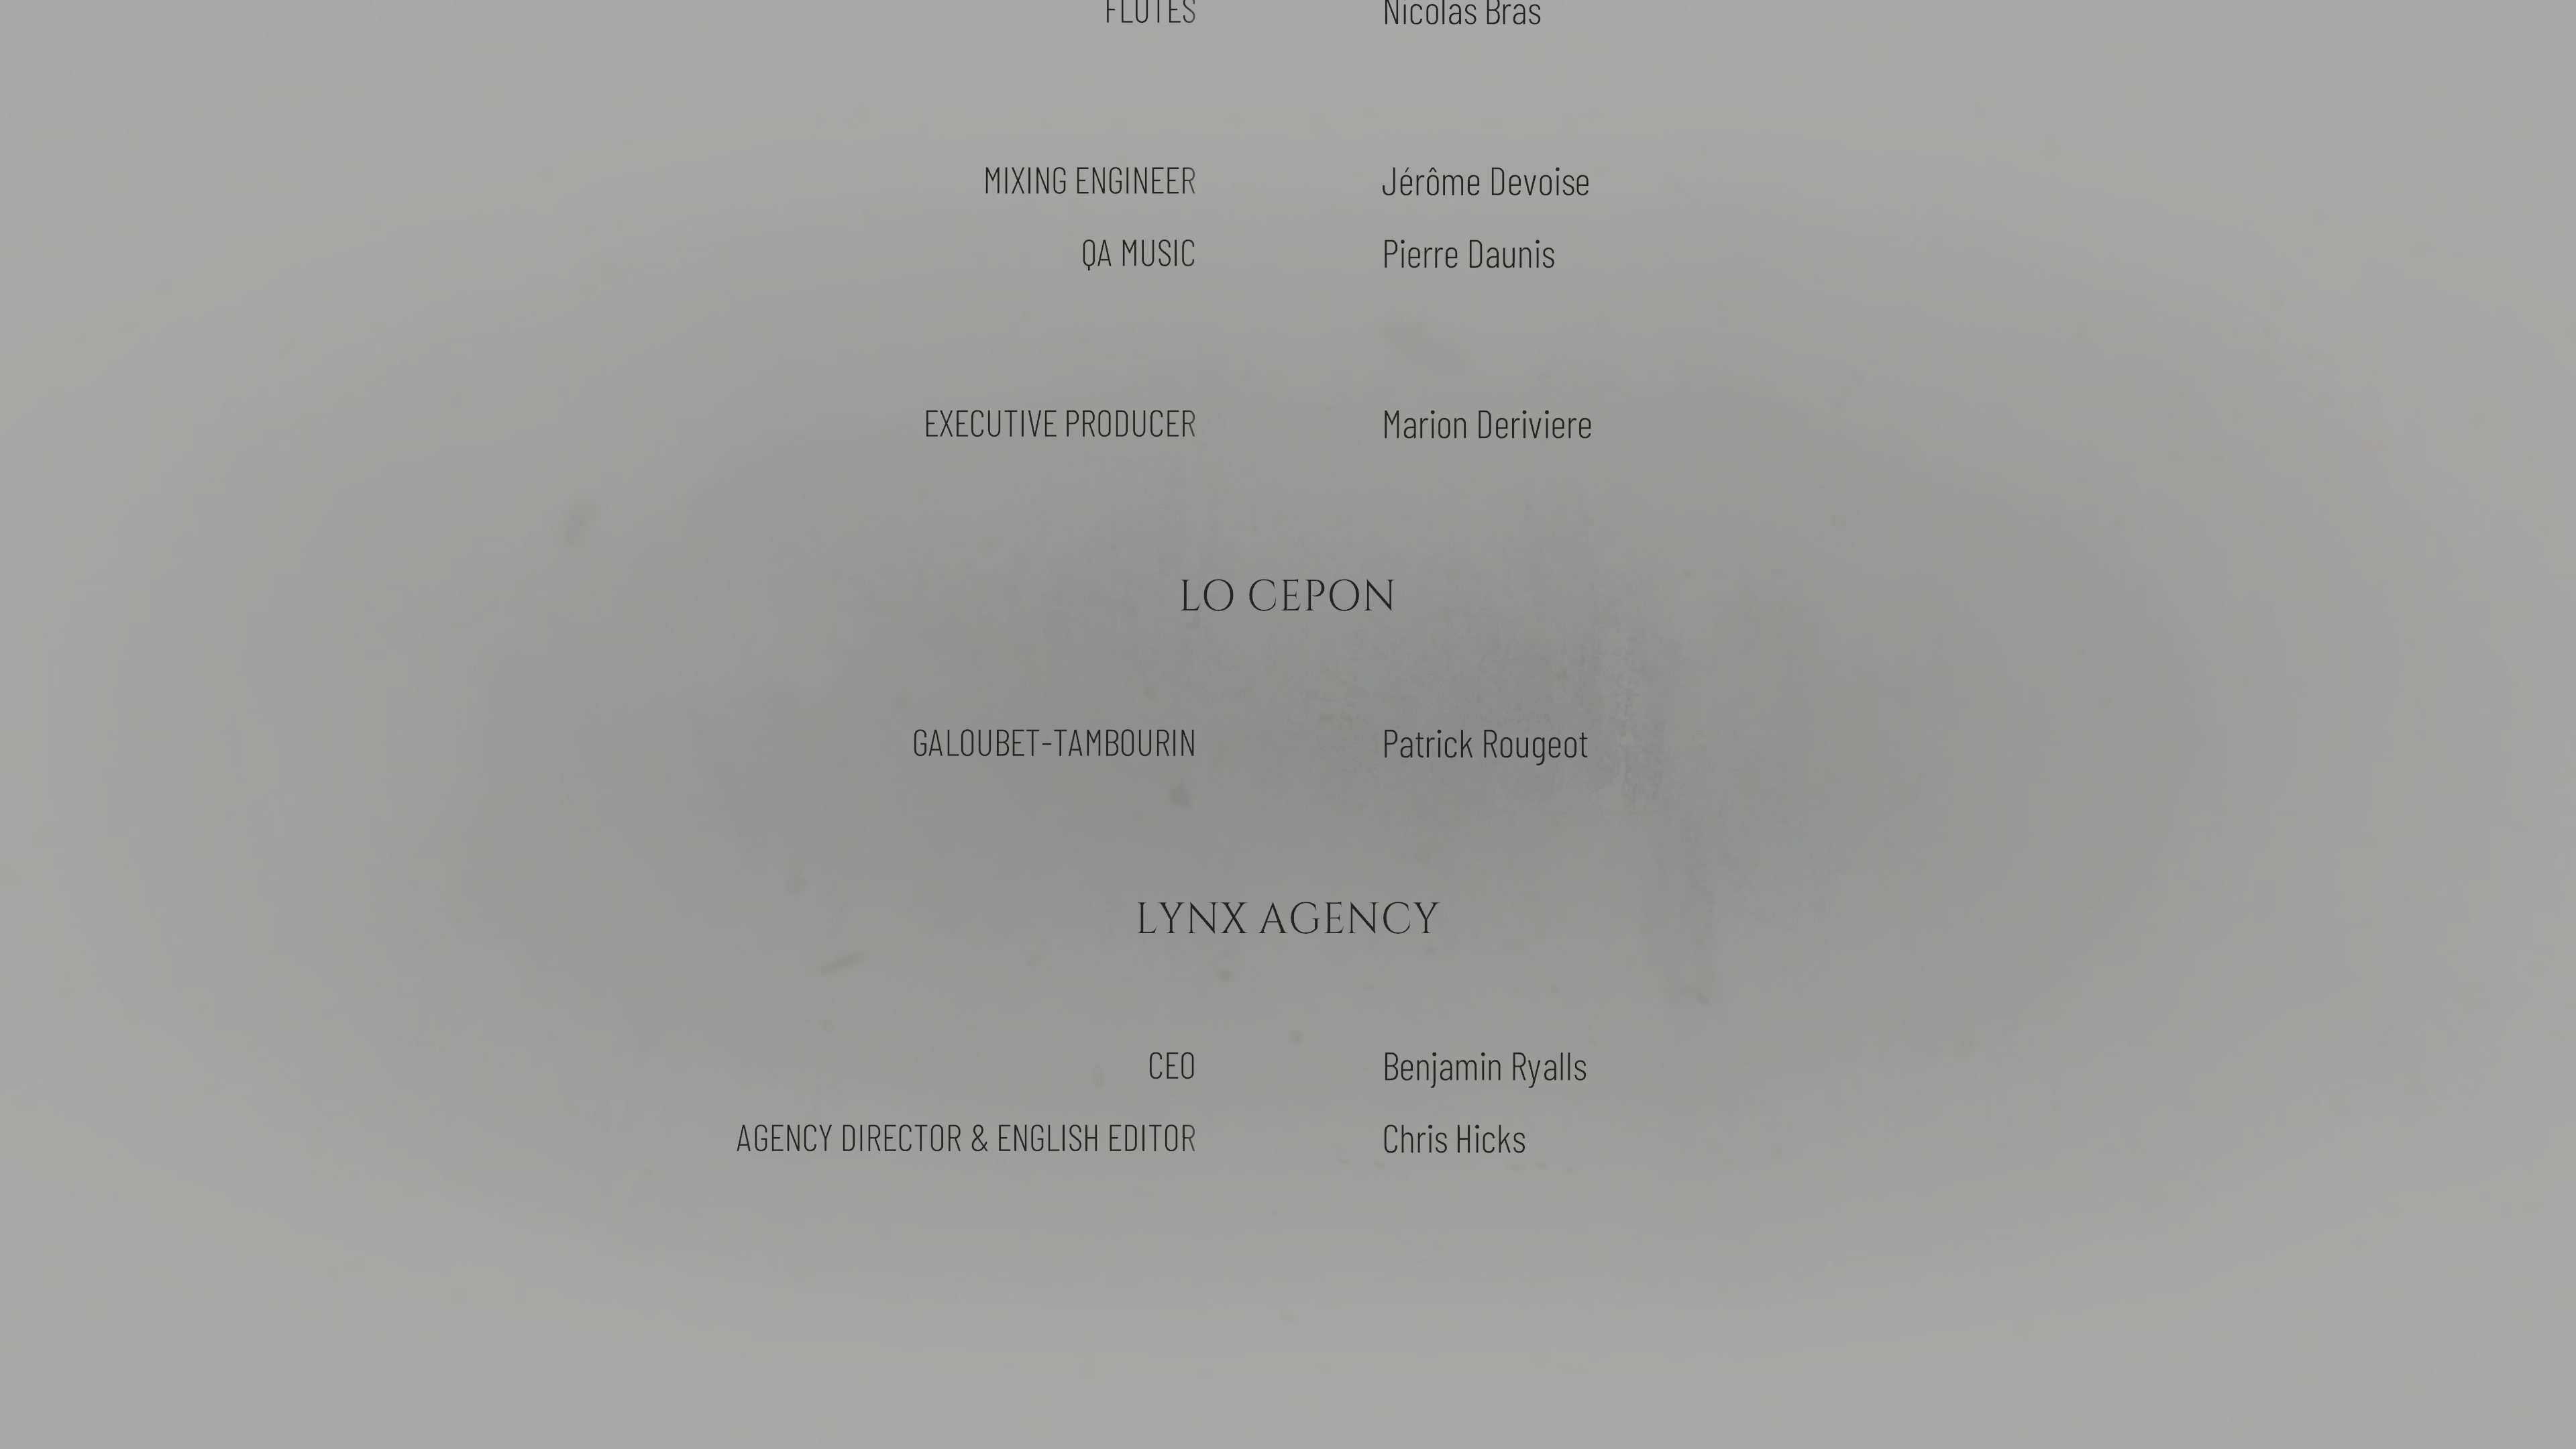 FLUTES Nicolas Bras
MIXING ENGINEER Jérôme Devoise
QA MUSIC Pierre Daunis
EXECUTIVE PRODUCER Marion Deriviere
LO CEPON
GALOUBET-TAMBOURIN Patrick Rougeot
LYNX AGENCY
CEO Benjamin Ryalls
AGENCY DIRECTOR & ENGLISH EDITOR Chris Hicks